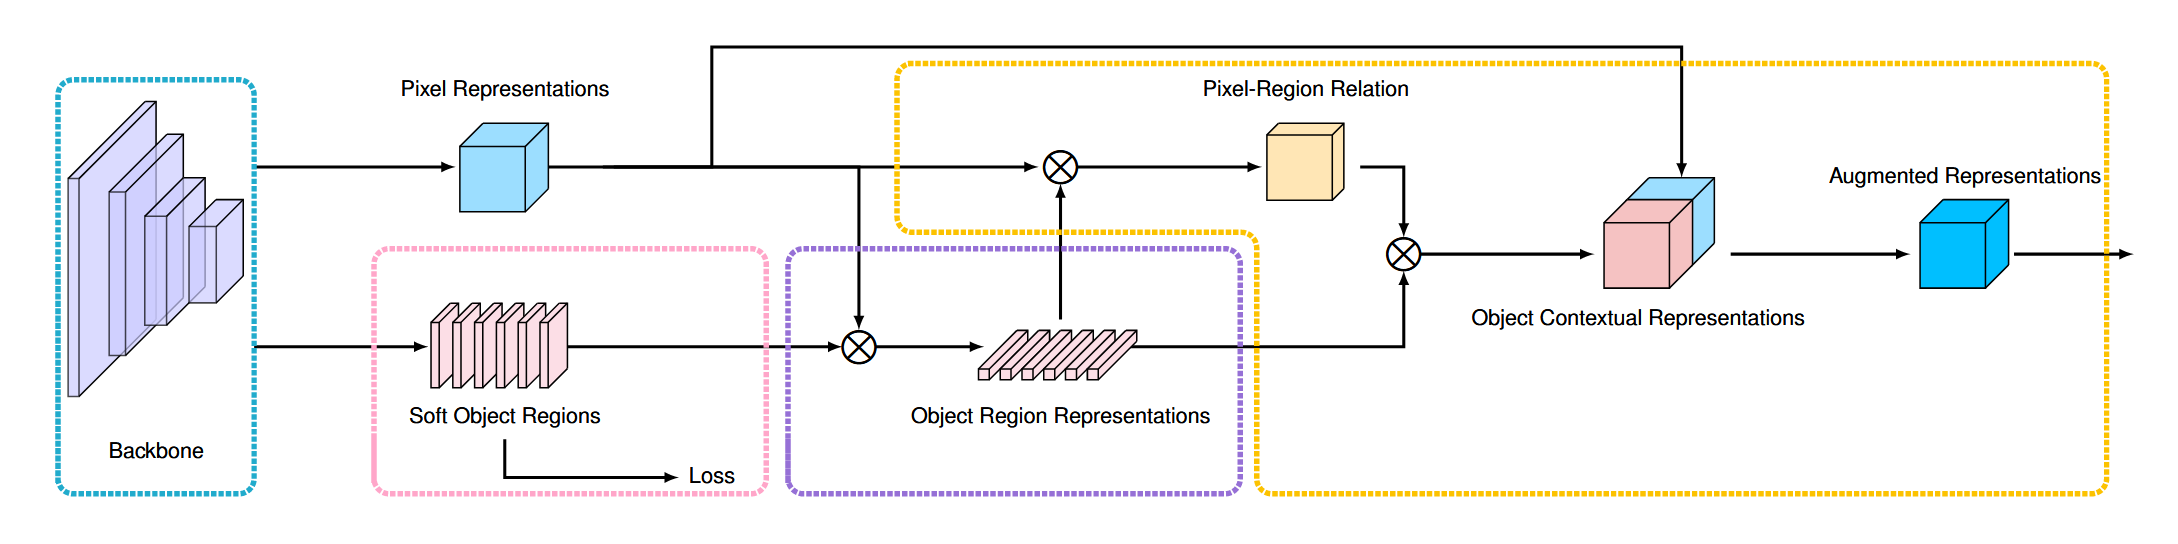 Pixel Representations
Pixel-Region Relation
Augmented Representations
Object Contextual Representations
Soft Object Regions
Object Region Representations
Backbone
Loss